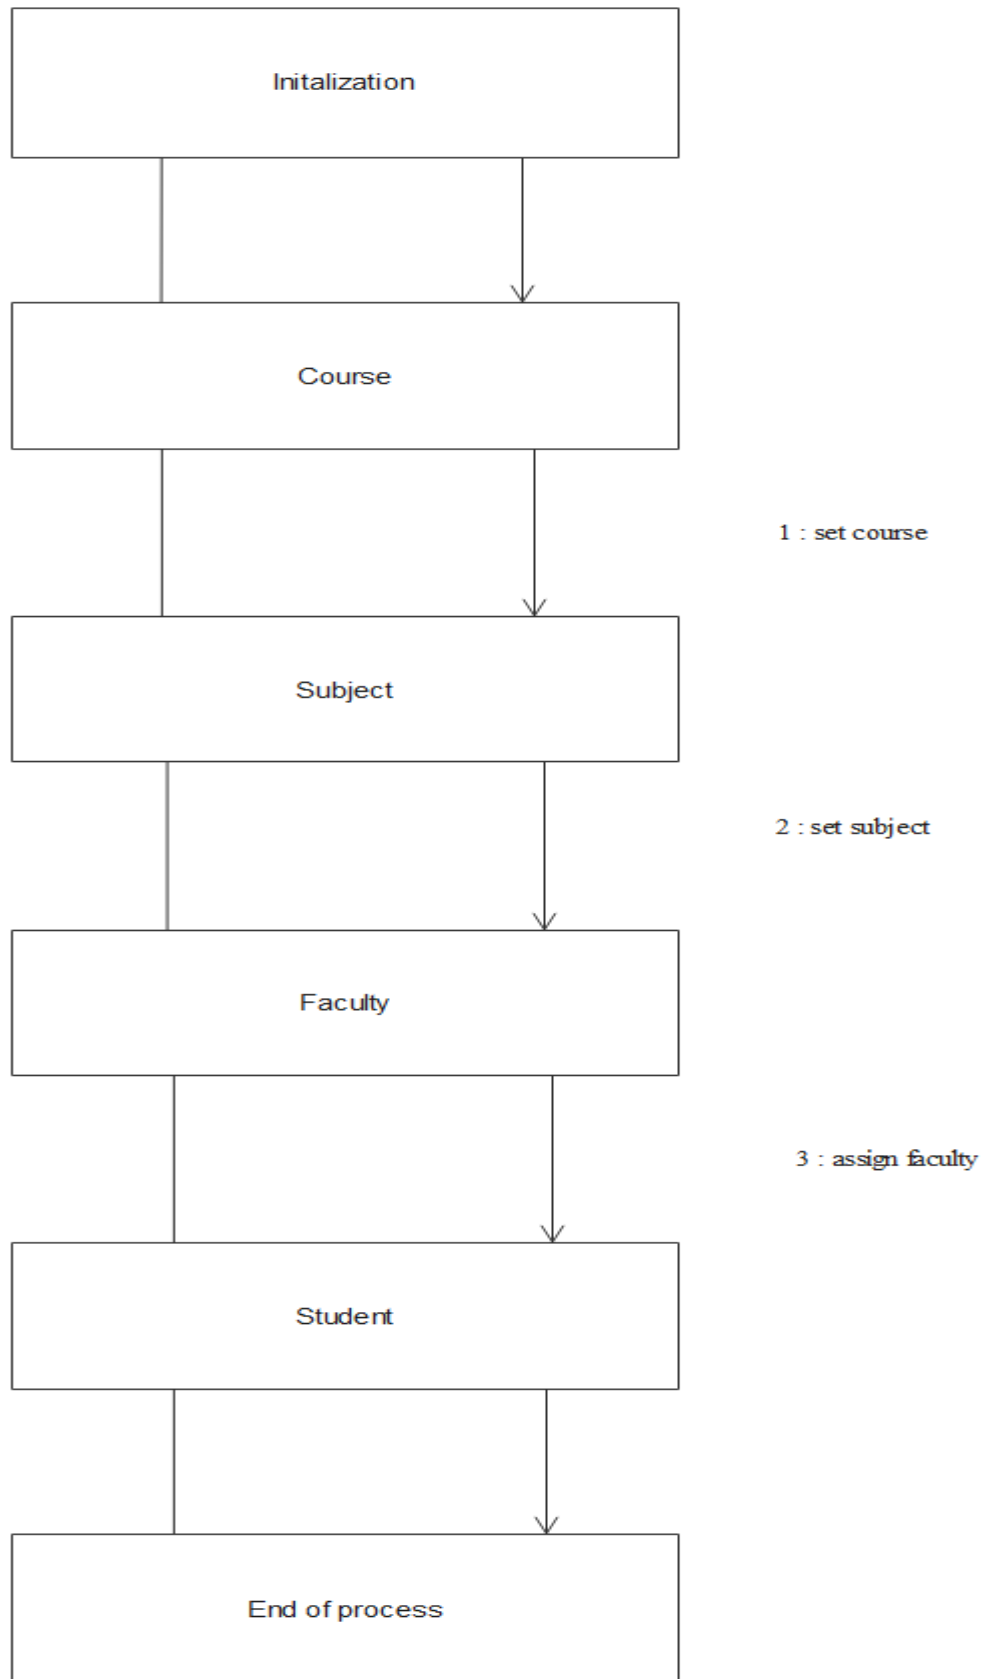 Initalization
Course
1 : set course
Subject
2 : set subject
Faculty
3 : assign faculty
Student
End of process